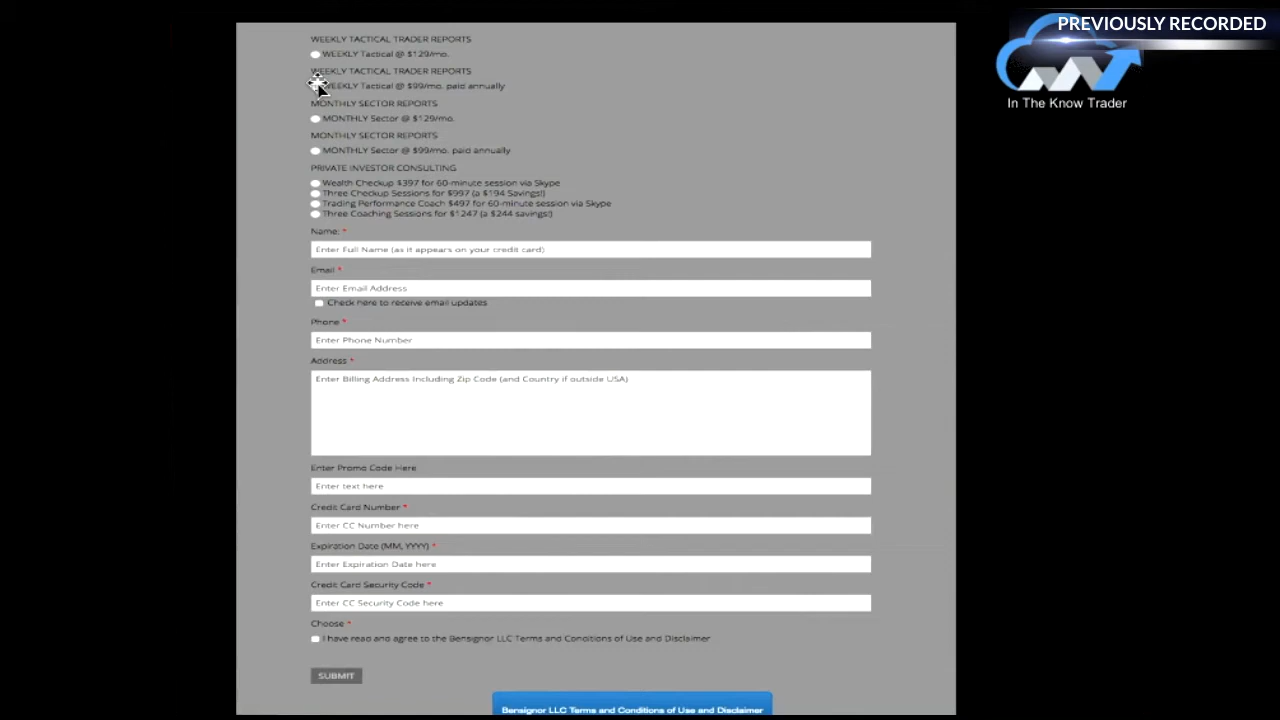 PREVIOUSLY RECORDED
In The Know Trader
WEEKLY TACTICAL TRADER REPORTS
WEEKLY Tactical @ $129/mo.
WEEKLY TACTICAL TRADER REPORTS
WEEKLY Tactical @ $99/mo. paid annually
MONTHLY SECTOR REPORTS
MONTHLY Sector @ $129/mo.
MONTHLY SECTOR REPORTS
MONTHLY Sector @ $99/mo. paid annually
PRIVATE INVESTOR CONSULTING
Wealth Checkup $397 for 60-minute session via Skype
Three Checkup Sessions for $997 (a $194 Savings!)
Trading Performance Coach $497 for 60-minute session via Skype
Three Coaching Sessions for $1247 (a $244 savings!)
Name: *
Enter Full Name (as it appears on your credit card)
Email *
Enter Email Address
Check here to receive email updates
Phone *
Enter Phone Number
Address *
Enter Billing Address Including Zip Code (and Country if outside USA)
Enter Promo Code Here
Enter text here
Credit Card Number *
Enter CC Number here
Expiration Date (MM, YYYY) *
Enter Expiration Date here
Credit Card Security Code *
Enter CC Security Code here
Choose *
I have read and agree to the Bensignor LLC Terms and Conditions of Use and Disclaimer
SUBMIT
Bensignor LLC Terms and Conditions of Use and Disclaimer